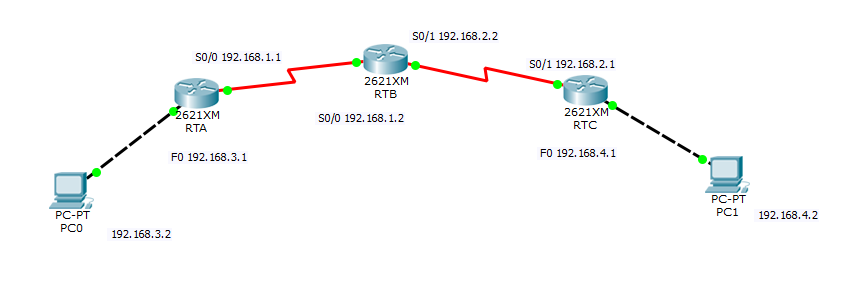 S0/1 192.168.2.2
S0/0 192.168.1.1
S0/1 192.168.2.1
2621XM
RTB
2621XM
RTA
2621XM
RTC
S0/0 192.168.1.2
F0 192.168.3.1
F0 192.168.4.1
PC-PT
PC0
192.168.3.2
PC-PT
PC1
192.168.4.2